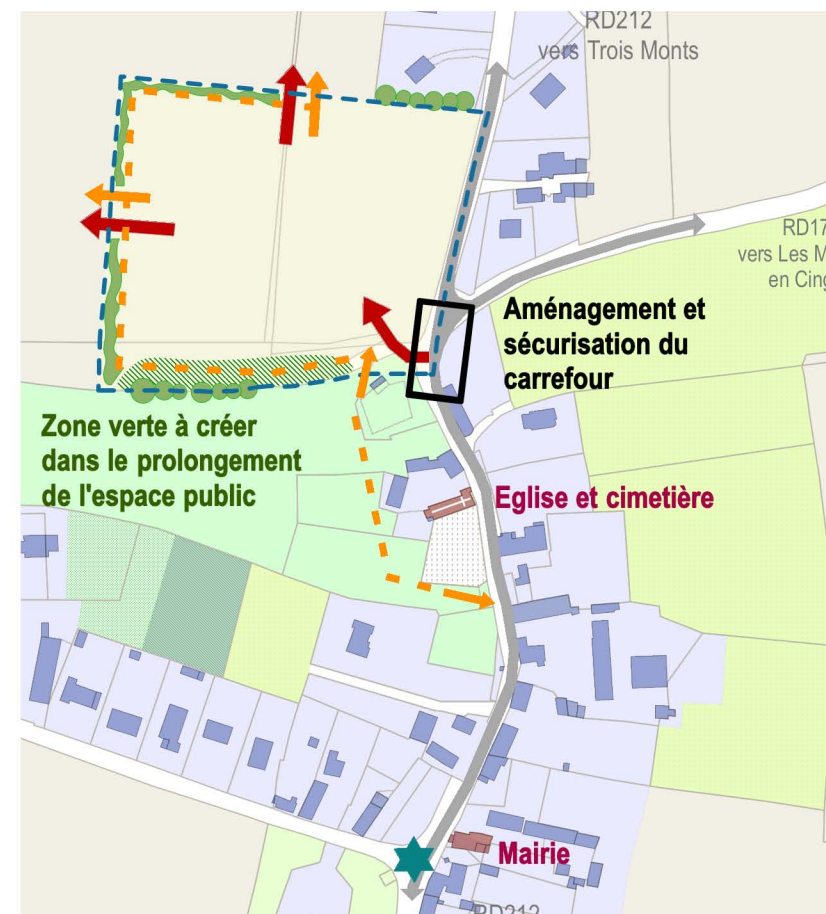 RD212
vers Trois Monts
RD17
vers Les M
en Cing
Aménagement et
sécurisation du
carrefour
Zone verte à créer
dans le prolongement
de l'espace public
Eglise et cimetière
Mairie
RD212